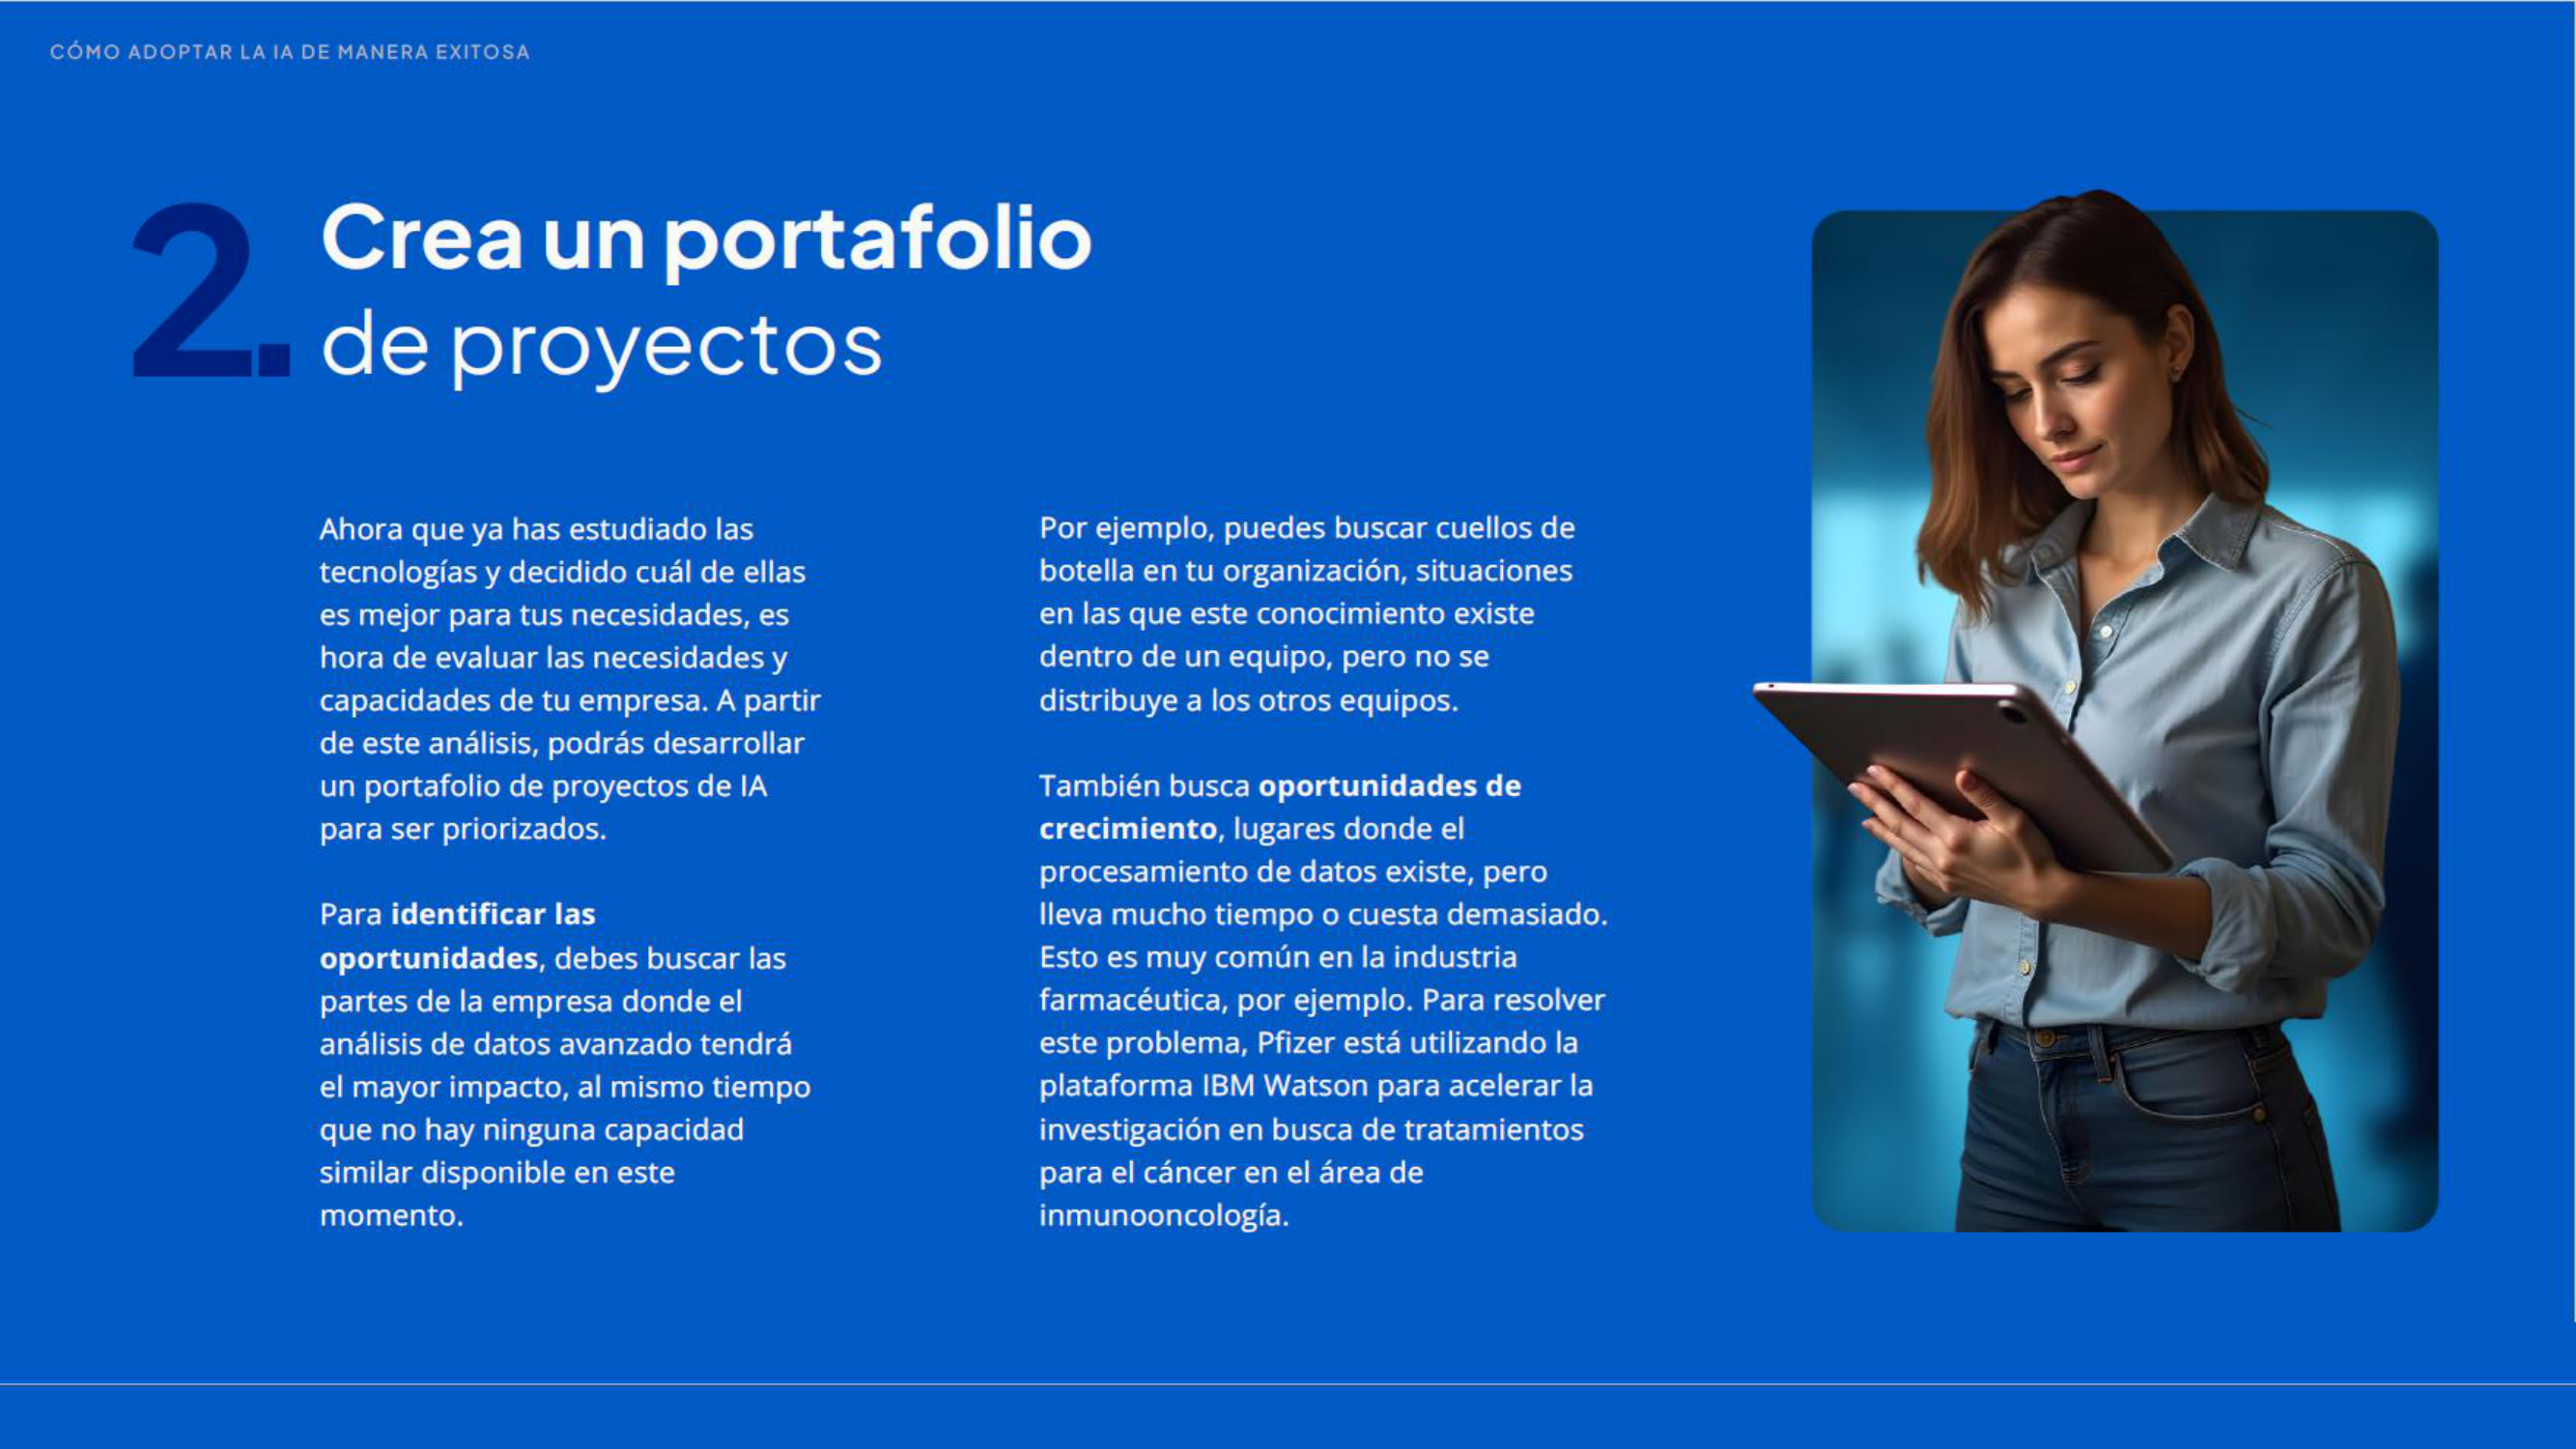 CÓMO ADOPTAR LA IA DE MANERA EXITOSA
2.
Crea un portafolio
de proyectos
Ahora que ya has estudiado las
tecnologías y decidido cuál de ellas
es mejor para tus necesidades, es
hora de evaluar las necesidades y
capacidades de tu empresa. A partir
de este análisis, podrás desarrollar
un portafolio de proyectos de IA
para ser priorizados.
Para identificar las
oportunidades, debes buscar las
partes de la empresa donde el
análisis de datos avanzado tendrá
el mayor impacto, al mismo tiempo
que no hay ninguna capacidad
similar disponible en este
momento.
Por ejemplo, puedes buscar cuellos de
botella en tu organización, situaciones
en las que este conocimiento existe
dentro de un equipo, pero no se
distribuye a los otros equipos.
También busca oportunidades de
crecimiento, lugares donde el
procesamiento de datos existe, pero
lleva mucho tiempo o cuesta demasiado.
Esto es muy común en la industria
farmacéutica, por ejemplo. Para resolver
este problema, Pfizer está utilizando la
plataforma IBM Watson para acelerar la
investigación en busca de tratamientos
para el cáncer en el área de
inmunooncología.